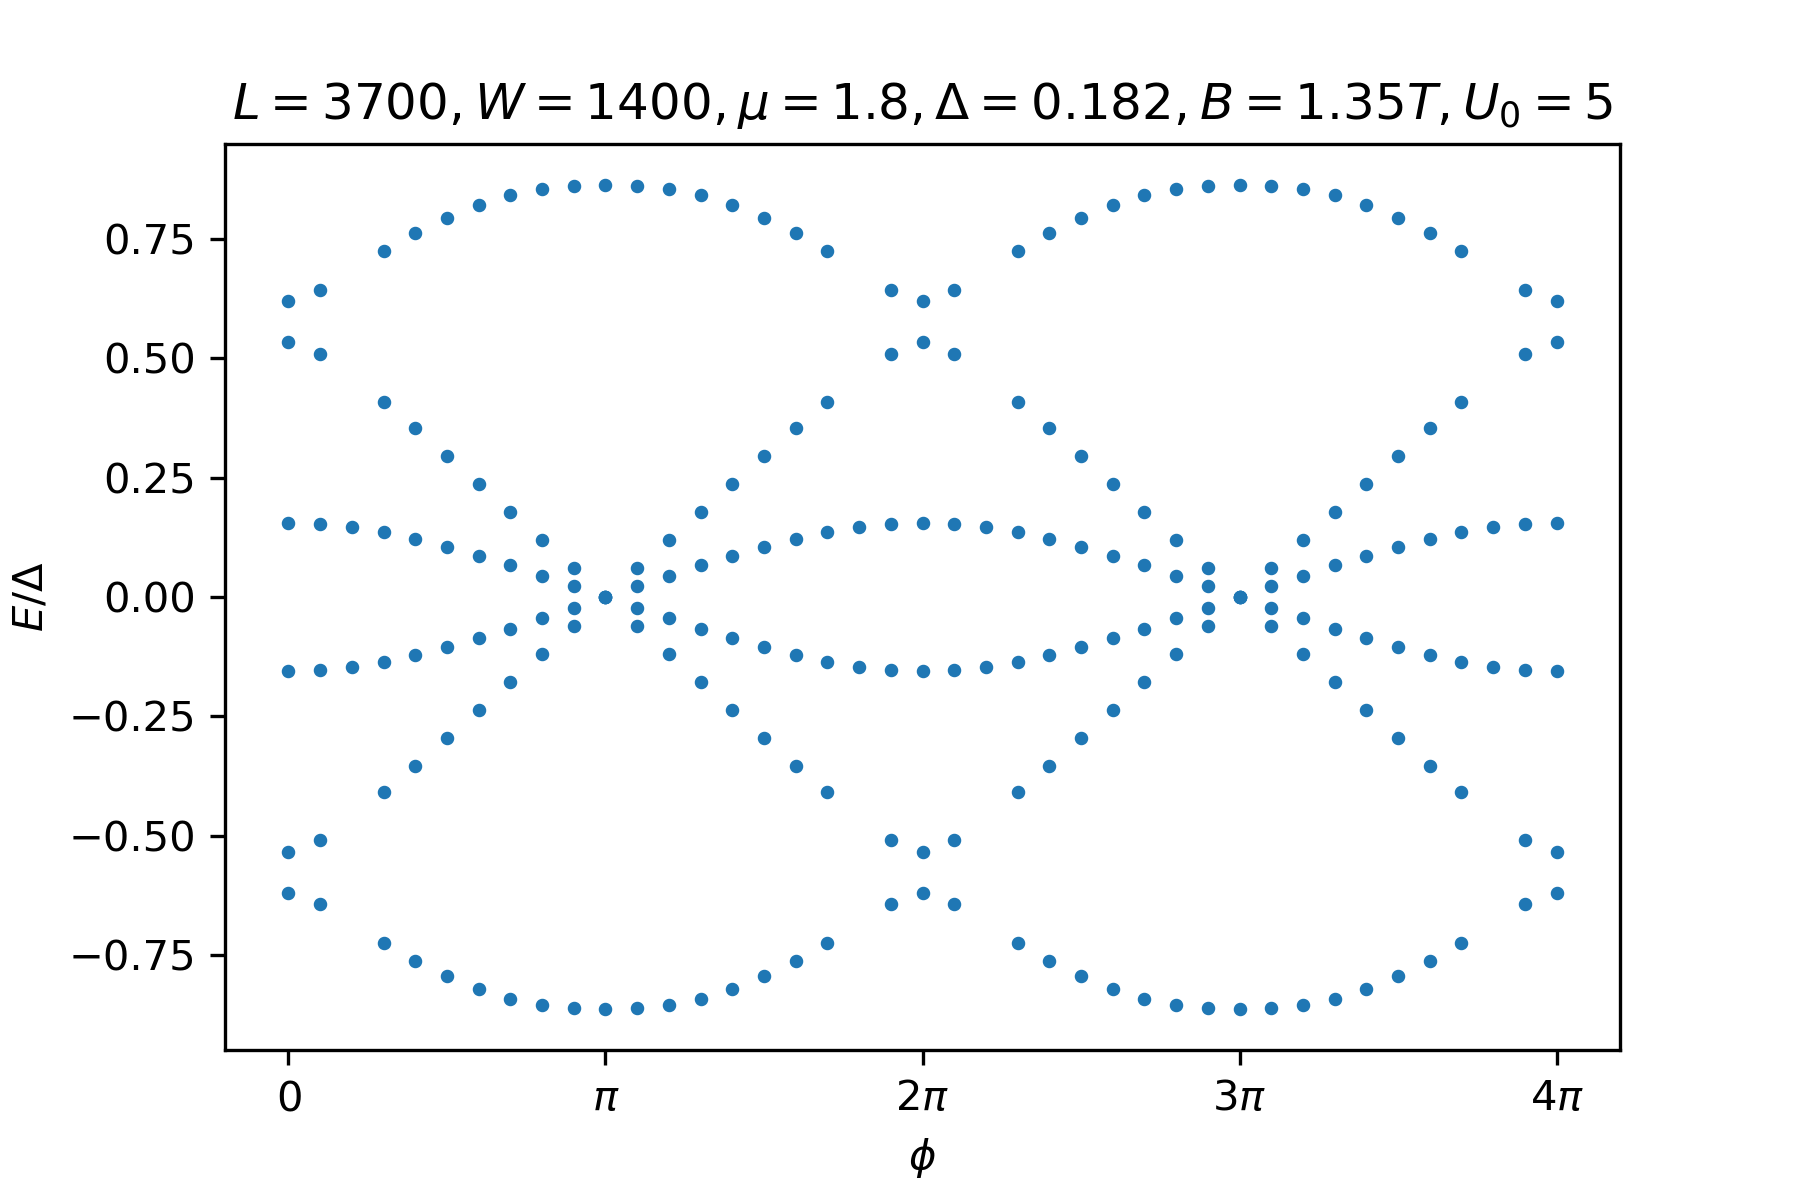 L = 3700, W = 1400, μ = 1.8, Δ = 0.182, B = 1.35T, U₀ = 5
0.75
0.50
0.25
0.00
−0.25
−0.50
−0.75
E/Δ
0 π 2π 3π 4π
ϕ